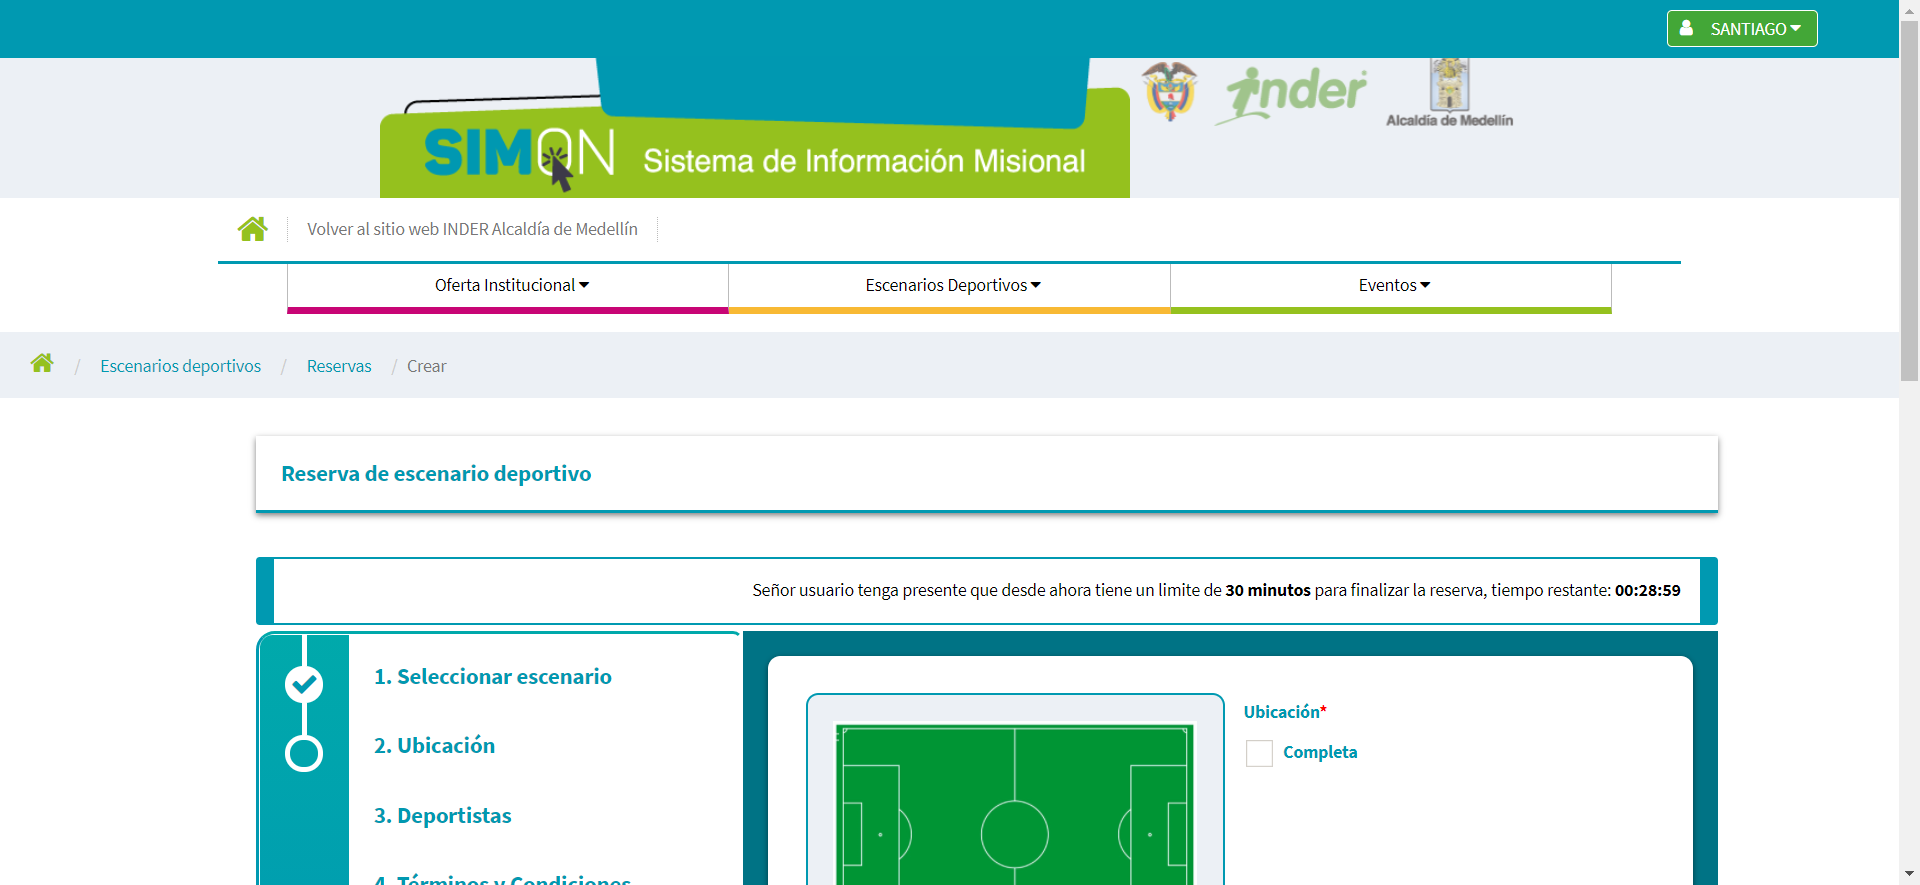 SANTIAGO
SIMON Sistema de Información Misional
inder
Alcaldía de Medellín
Volver al sitio web INDER Alcaldía de Medellín
Oferta Institucional
Escenarios Deportivos
Eventos
/ Escenarios deportivos / Reservas / Crear
Reserva de escenario deportivo
Señor usuario tenga presente que desde ahora tiene un limite de 30 minutos para finalizar la reserva, tiempo restante: 00:28:59
1. Seleccionar escenario
2. Ubicación
3. Deportistas
4. Términos y Condiciones
Ubicación*
Completa